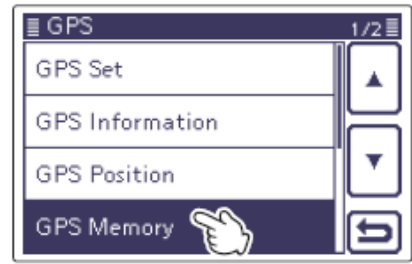 GPS
1/2
GPS Set
GPS Information
GPS Position
GPS Memory